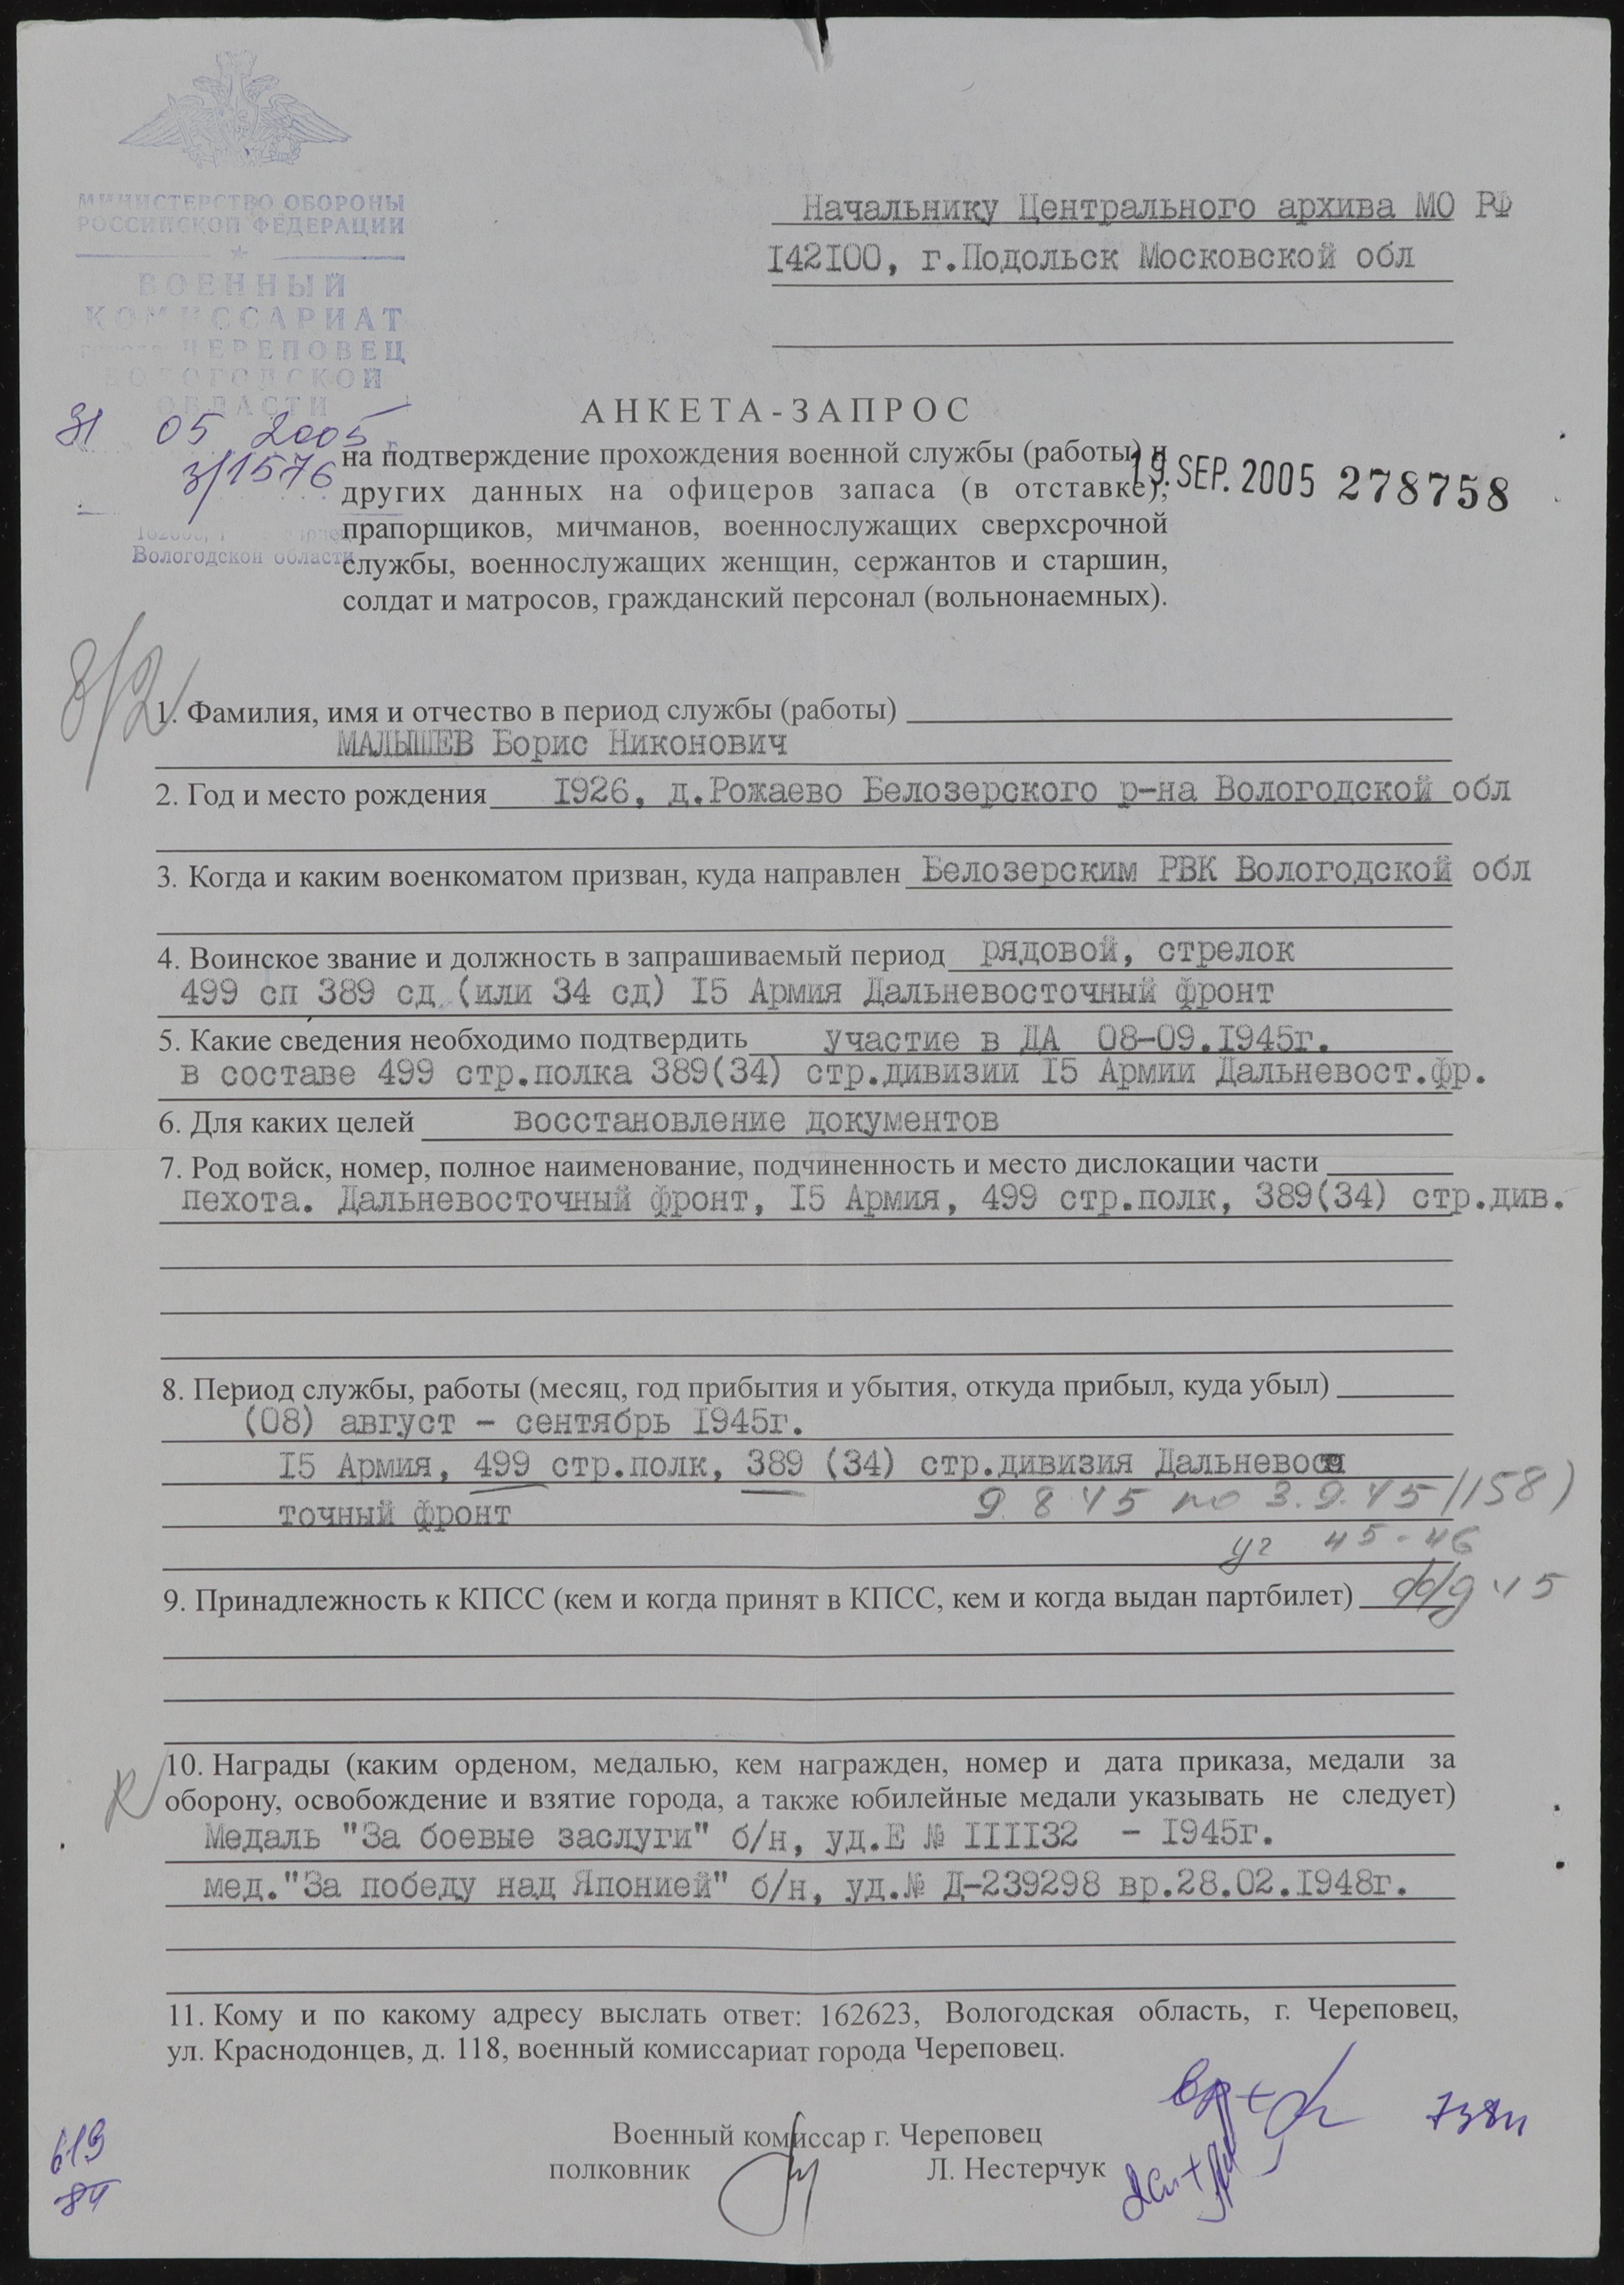 МИНИСТЕРСТВО ОБОРОНЫ
РОССИЙСКОЙ ФЕДЕРАЦИИ
ВОЕННЫЙ
КОМИССАРИАТ
ЧЕРЕПОВЕЦ
ВОЛОГОДСКОЙ
ОБЛАСТИ
31 05 2005 г
3/1576
Вологодской области
Начальнику Центрального архива МО РФ
142100, г.Подольск Московской обл
АНКЕТА-ЗАПРОС
на подтверждение прохождения военной службы (работы) и
других данных на офицеров запаса (в отставке),
прапорщиков, мичманов, военнослужащих сверхсрочной
службы, военнослужащих женщин, сержантов и старшин,
солдат и матросов, гражданский персонал (вольнонаемных).
19 SEP. 2005 278758
8/2
1. Фамилия, имя и отчество в период службы (работы)
МАЛЫШЕВ Борис Никонович
2. Год и место рождения 1926, д.Рожаево Белозерского р-на Вологодской обл
3. Когда и каким военкоматом призван, куда направлен Белозерским РВК Вологодской обл
4. Воинское звание и должность в запрашиваемый период рядовой, стрелок
499 сп 389 сд (или 34 сд) 15 Армия Дальневосточный фронт
5. Какие сведения необходимо подтвердить участие в ДА 08-09.1945г.
в составе 499 стр.полка 389(34) стр.дивизии 15 Армии Дальневост.фр.
6. Для каких целей восстановление документов
7. Род войск, номер, полное наименование, подчиненность и место дислокации части
пехота. Дальневосточный фронт, 15 Армия, 499 стр.полк, 389(34) стр.див.
8. Период службы, работы (месяц, год прибытия и убытия, откуда прибыл, куда убыл)
(08) август - сентябрь 1945г.
15 Армия, 499 стр.полк, 389 (34) стр.дивизия Дальневос
точный фронт
9. 8 45 по 3.9.45 (158)
уг 45-46
9. Принадлежность к КПСС (кем и когда принят в КПСС, кем и когда выдан партбилет)
10. Награды (каким орденом, медалью, кем награжден, номер и дата приказа, медали за
оборону, освобождение и взятие города, а также юбилейные медали указывать не следует)
Медаль "За боевые заслуги" б/н, уд.Е № 111132 - 1945г.
мед."За победу над Японией" б/н, уд.№ Д-239298 вр.28.02.1948г.
11. Кому и по какому адресу выслать ответ: 162623, Вологодская область, г. Череповец,
ул. Краснодонцев, д. 118, военный комиссариат города Череповец.
Военный комиссар г. Череповец
полковник Л. Нестерчук
619